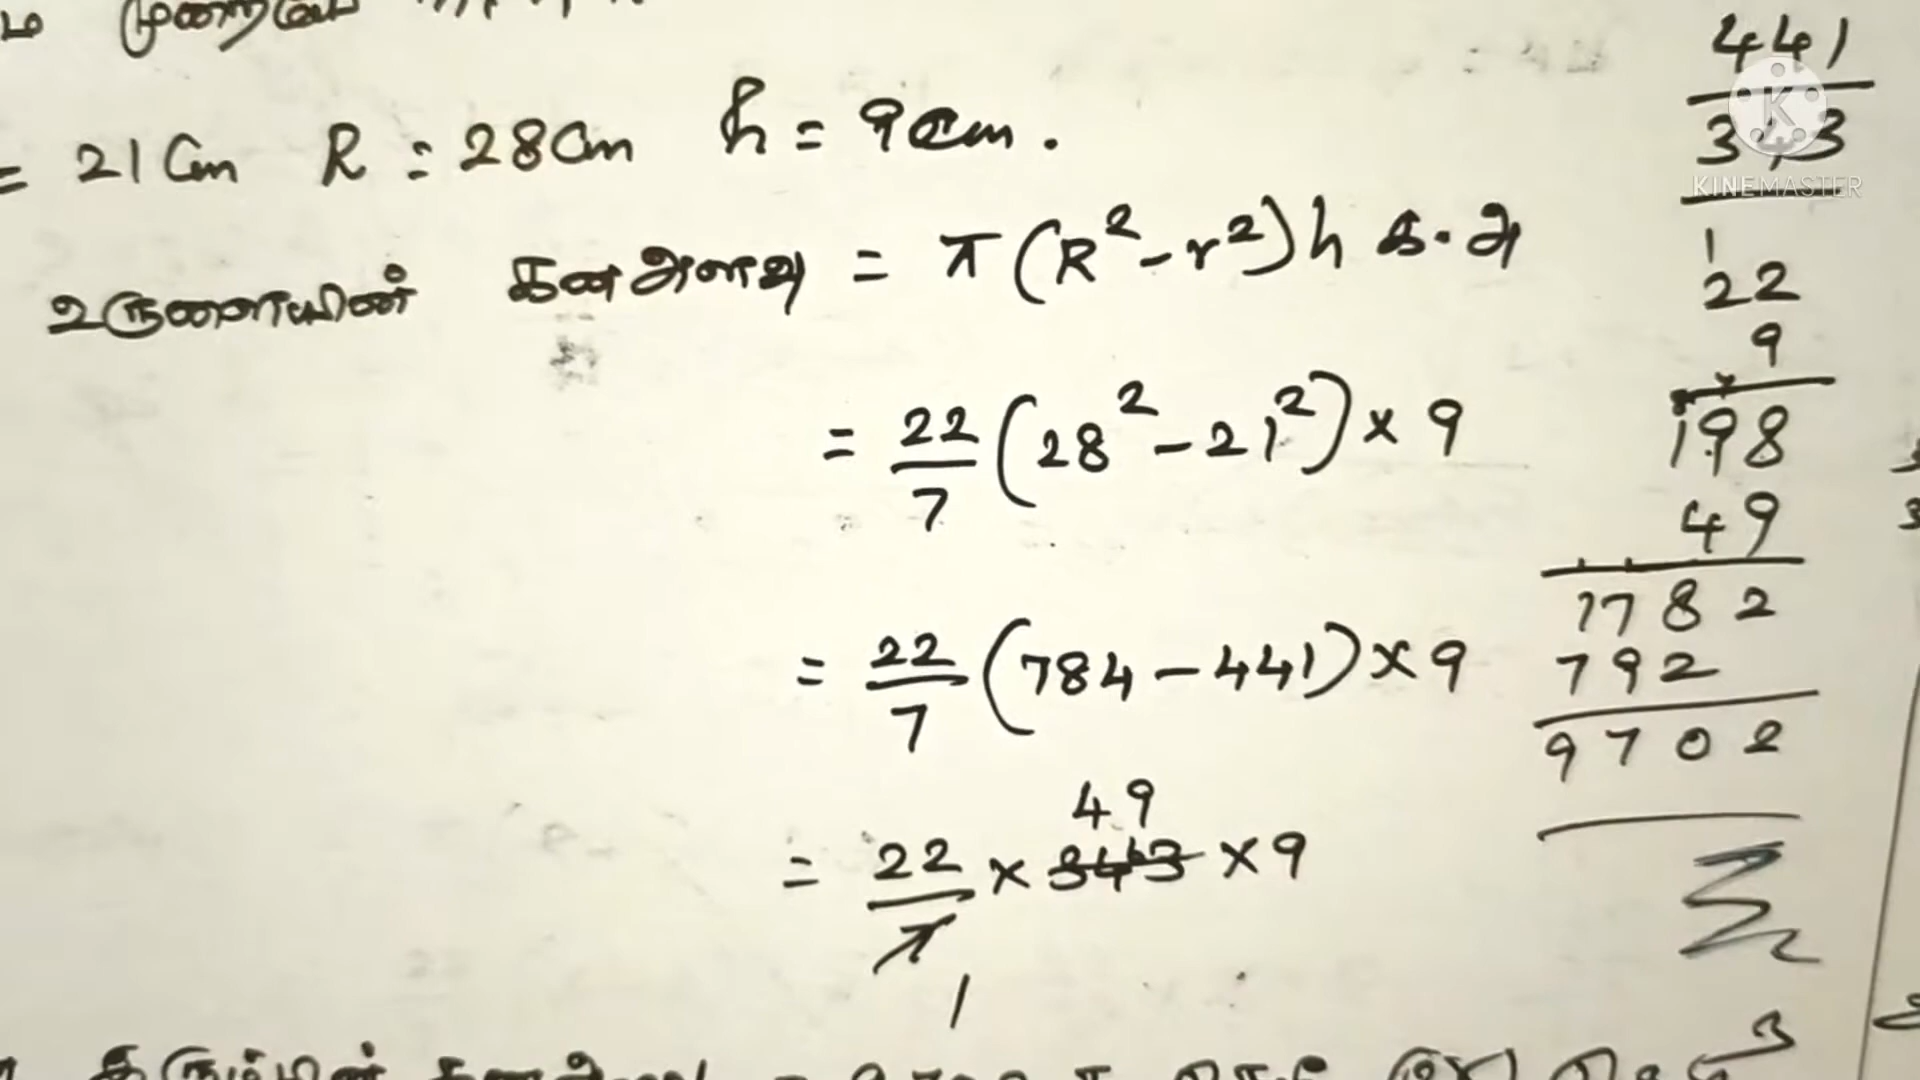 = 21 Cm R = 28 Cm h = 9 cm.
உருளையின் கனஅளவு = π(R² - r²)h க.அ
= 22/7 (28² - 21²) × 9
= 22/7 (784 - 441) × 9
49
= 22/7 × 343 × 9
1
441
343
KINEMASTER
1
22
9
198
49
1782
792
9702